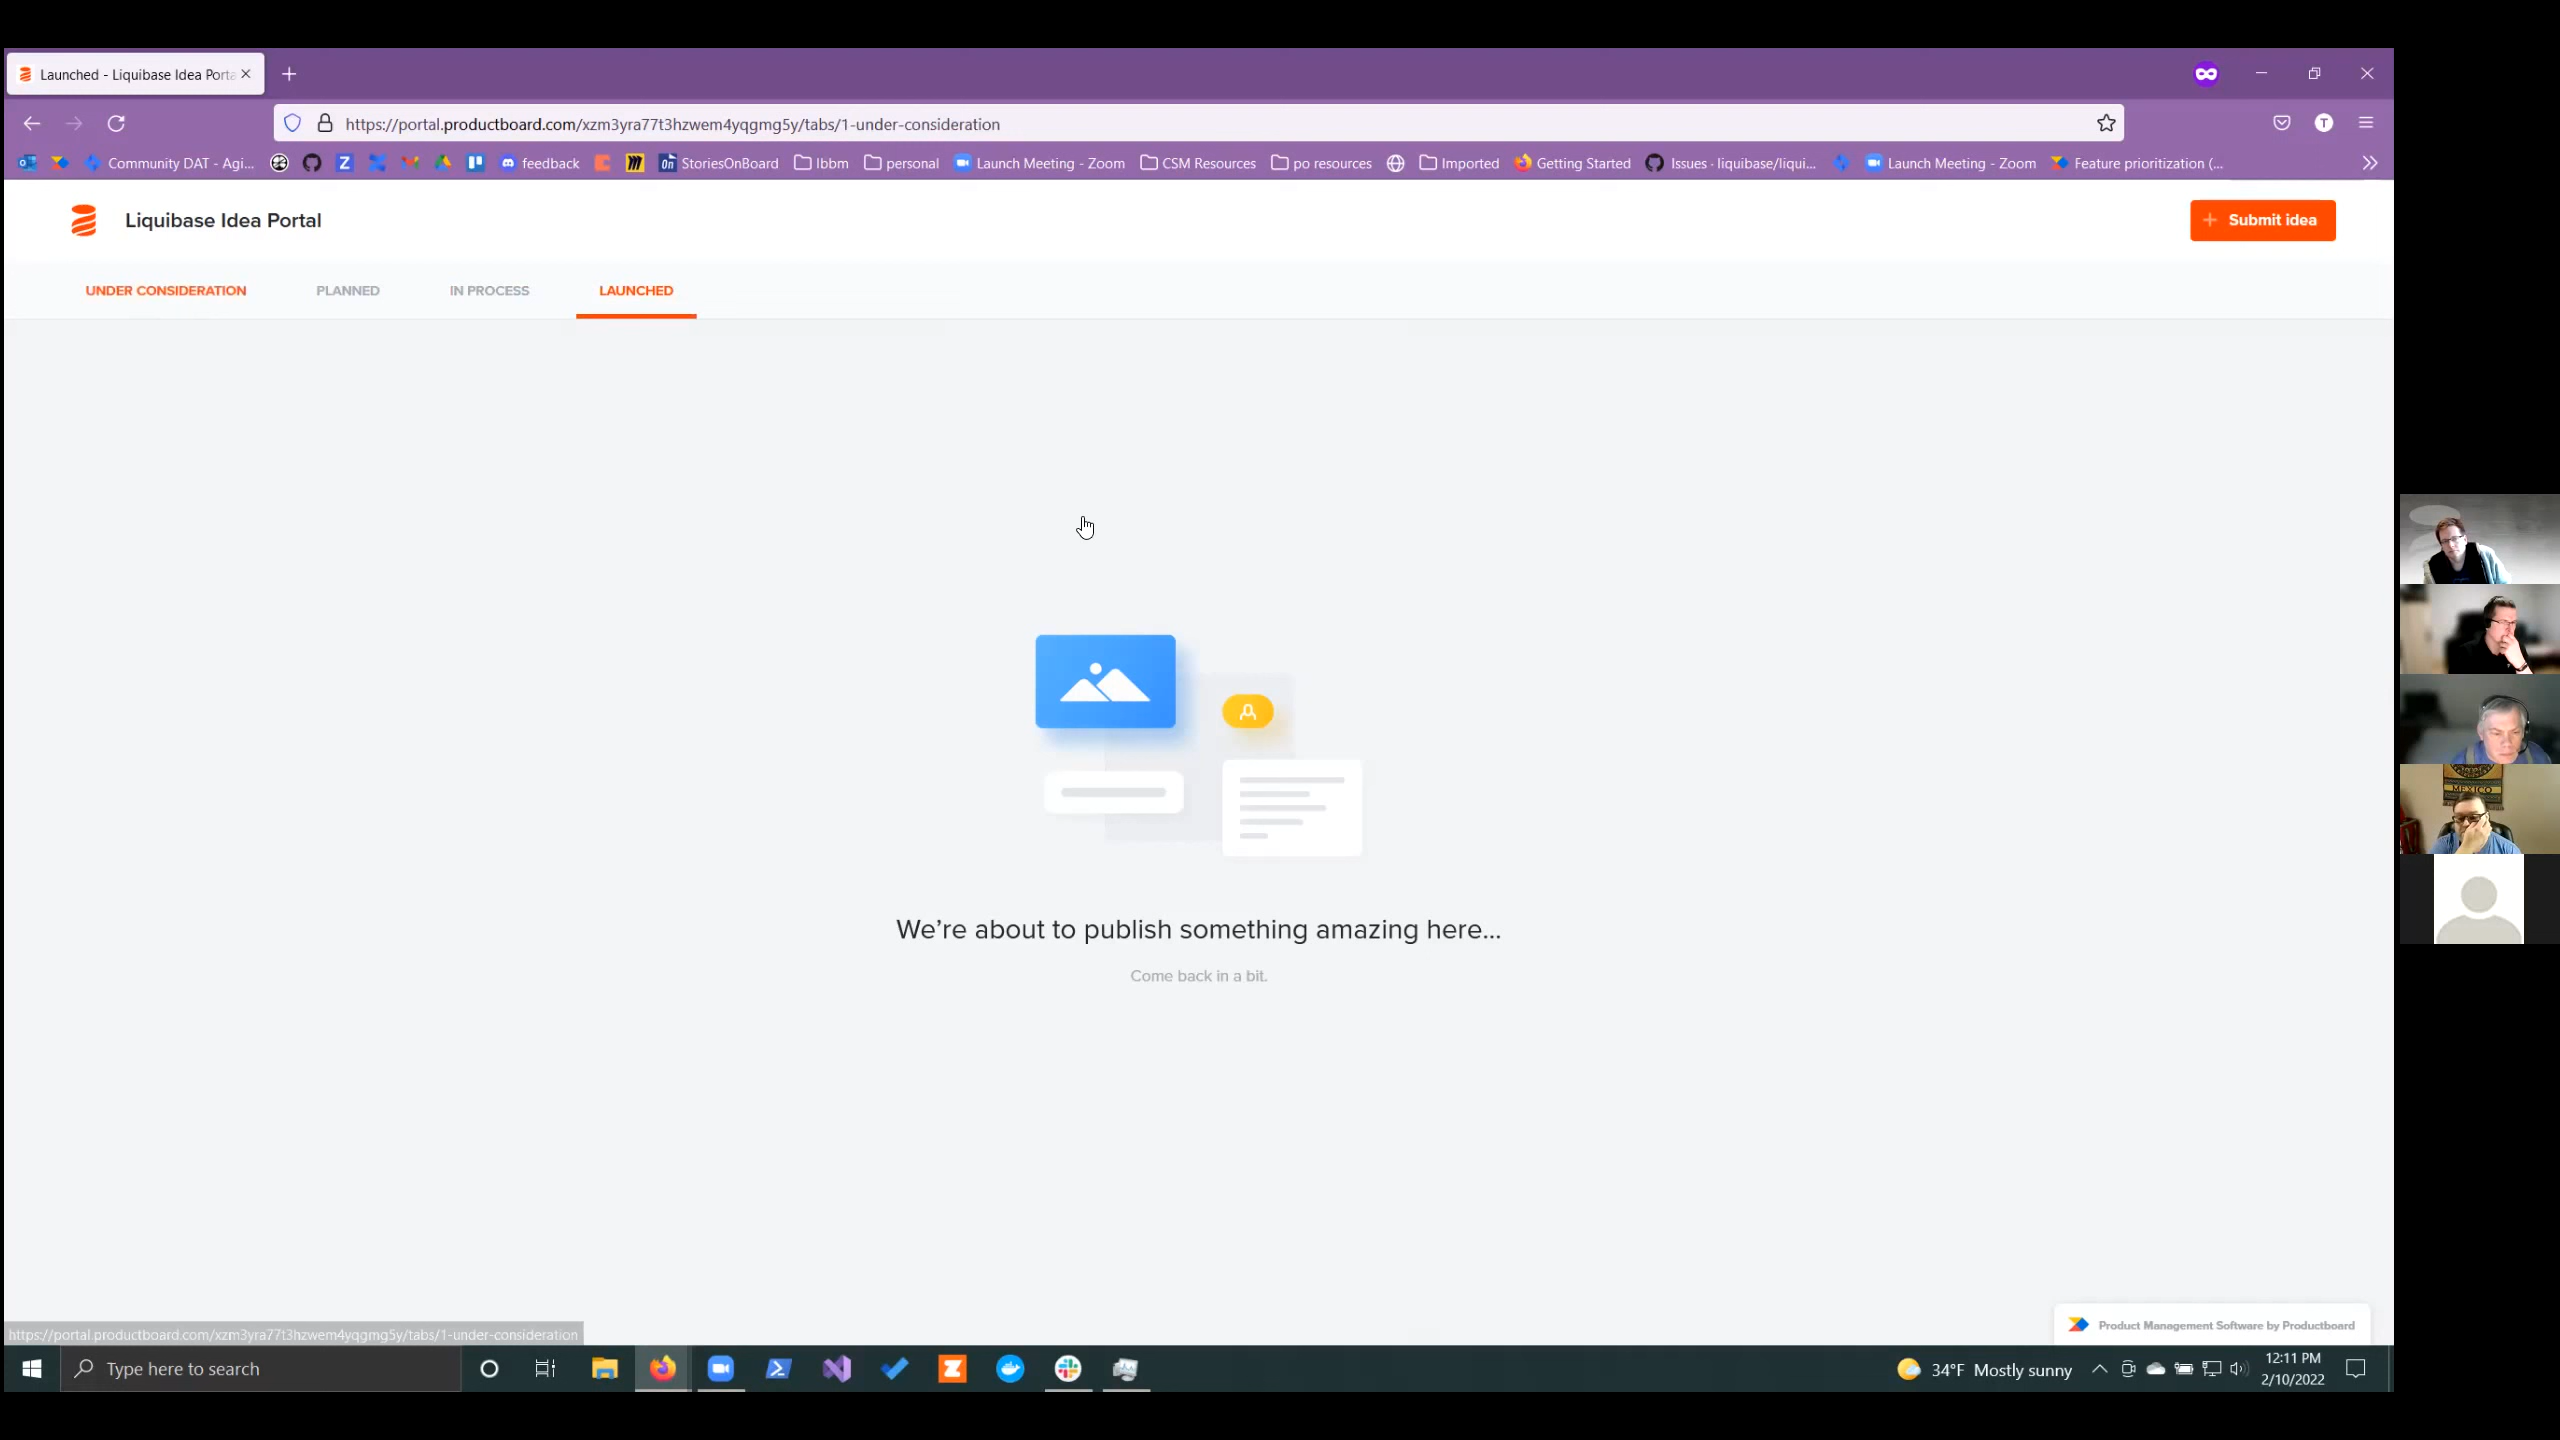 Launched - Liquibase Idea Porta
https://portal.productboard.com/xzm3yra77t3hzwem4yqgmg5y/tabs/1-under-consideration
T
Community DAT - Agi...
Z
feedback
On StoriesOnBoard
lbbm
personal
Launch Meeting - Zoom
CSM Resources
po resources
Imported
Getting Started
Issues · liquibase/liqui...
Launch Meeting - Zoom
Feature prioritization (...
Liquibase Idea Portal
+ Submit idea
UNDER CONSIDERATION
PLANNED
IN PROCESS
LAUNCHED
MEXICO
We're about to publish something amazing here...
Come back in a bit.
Product Management Software by Productboard
https://portal.productboard.com/xzm3yra77t3hzwem4yqgmg5y/tabs/1-under-consideration
Type here to search
34°F Mostly sunny
12:11 PM
2/10/2022